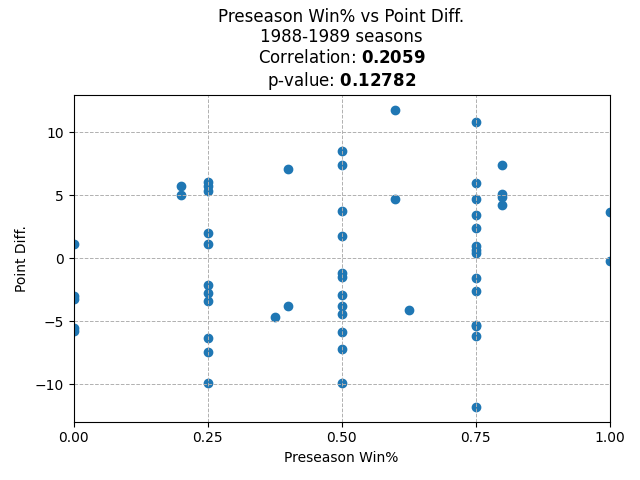 Preseason Win% vs Point Diff.
1988-1989 seasons
Correlation: 0.2059
p-value: 0.12782
Point Diff.
10
5
0
−5
−10
0.00 0.25 0.50 0.75 1.00
Preseason Win%